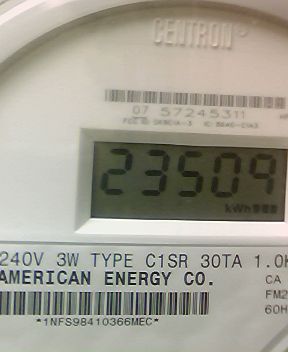 CENTRON®
07 57245311
23509
kWh
240V 3W TYPE C1SR 30TA 1.0K
AMERICAN ENERGY CO.
CA
FM2
60H
*1NFS98410366MEC*